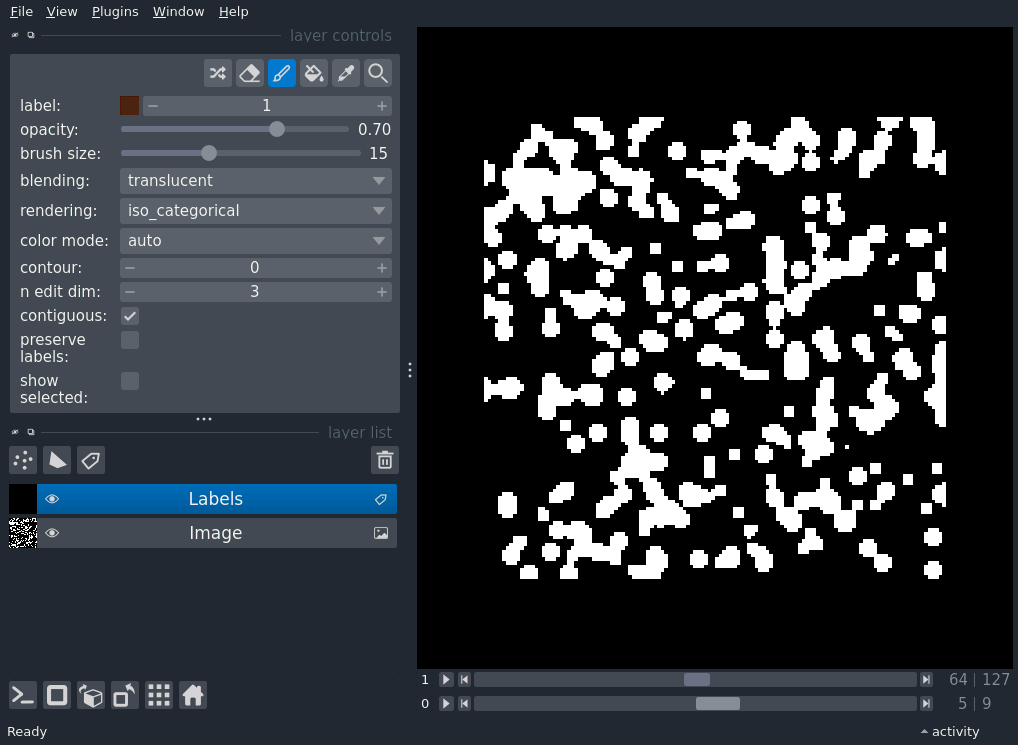 File View Plugins Window Help
layer controls
label: 1
opacity: 0.70
brush size: 15
blending: translucent
rendering: iso_categorical
color mode: auto
contour: 0
n edit dim: 3
contiguous:
preserve
labels:
show
selected:
layer list
Labels
Image
1 64 | 127
0 5 | 9
Ready activity